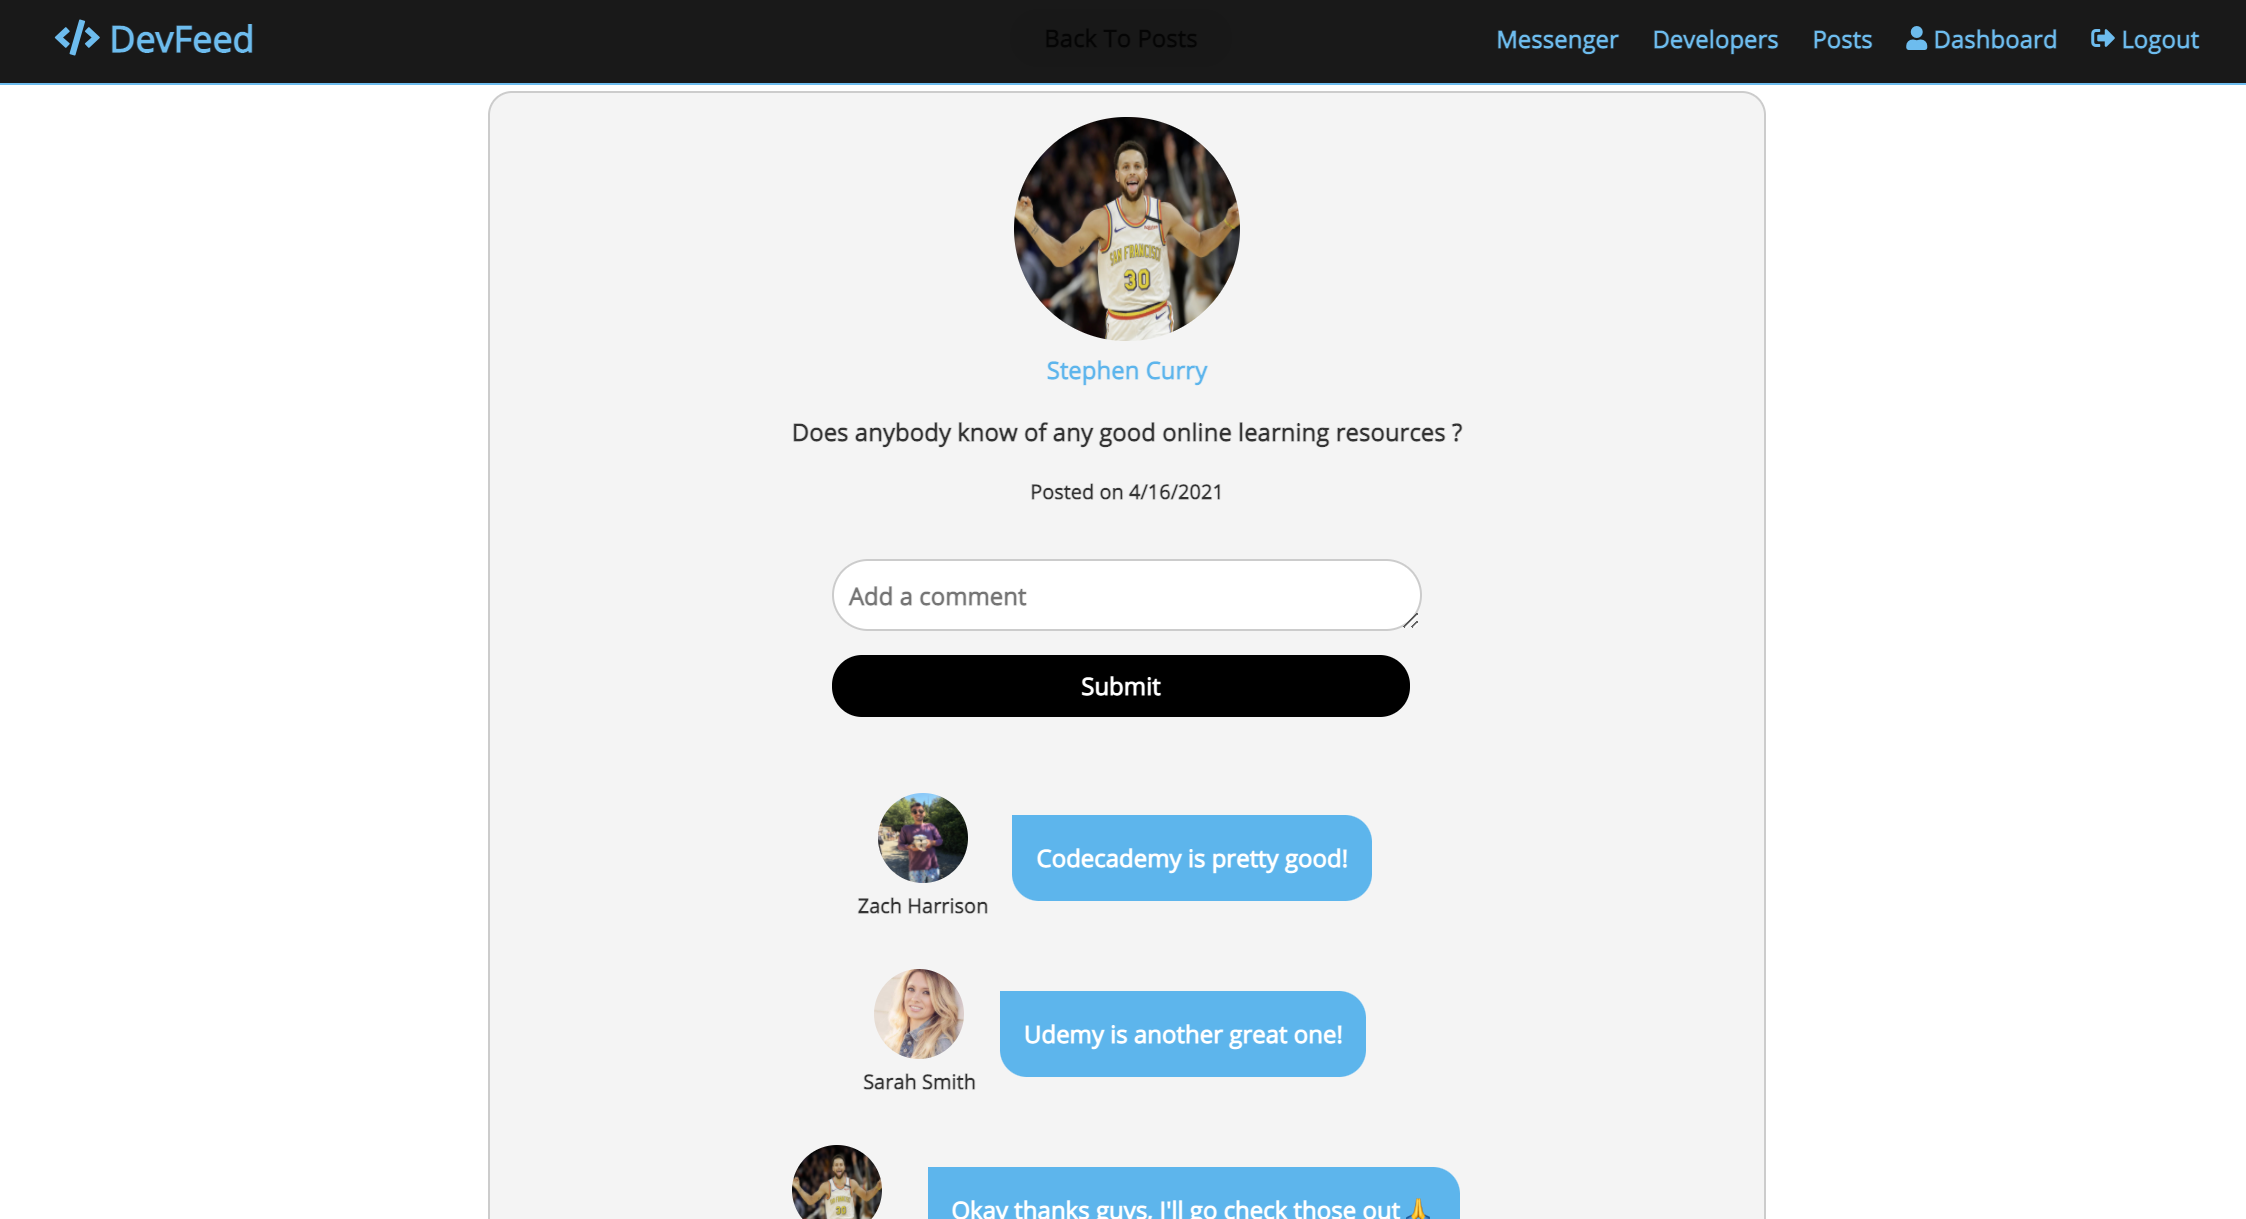 </> DevFeed
Back To Posts
Messenger Developers Posts Dashboard Logout
SAN FRANCISCO
30
Stephen Curry
Does anybody know of any good online learning resources ?
Posted on 4/16/2021
Add a comment
Submit
Codecademy is pretty good!
Zach Harrison
Udemy is another great one!
Sarah Smith
30
Okay thanks guys, I'll go check those out 🙏